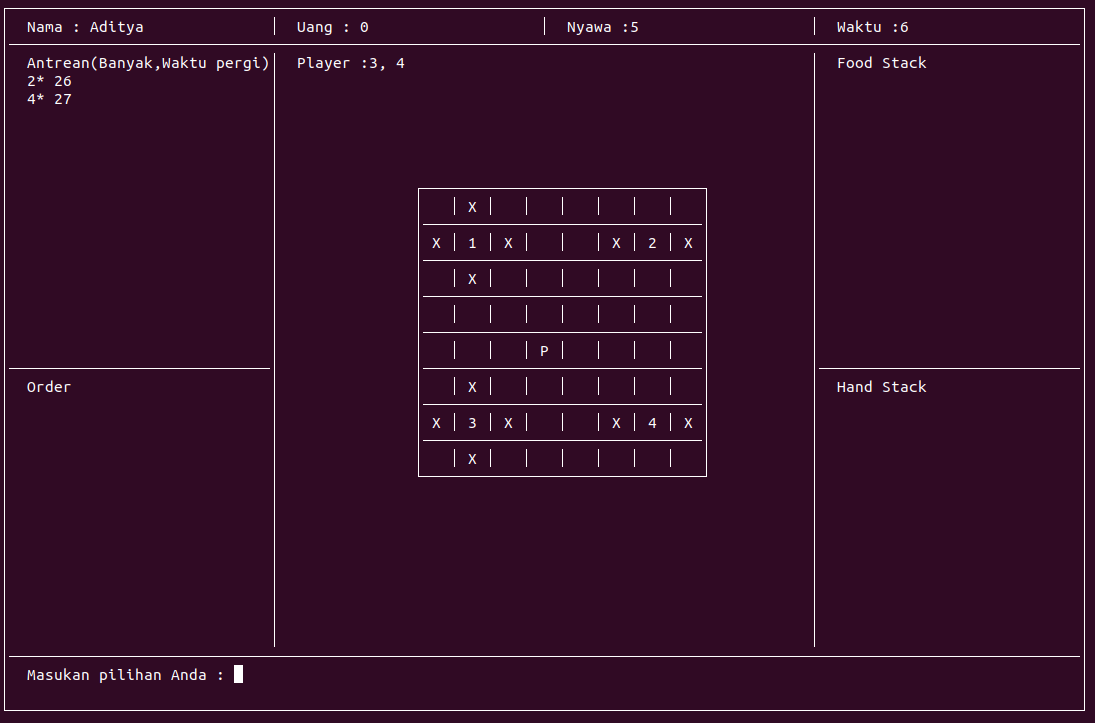 Nama : Aditya Uang : 0 Nyawa :5 Waktu :6
Antrean(Banyak,Waktu pergi)
2* 26
4* 27
Player :3, 4
Food Stack
X
X 1 X X 2 X
X
P
X
X 3 X X 4 X
X
Order
Hand Stack
Masukan pilihan Anda :